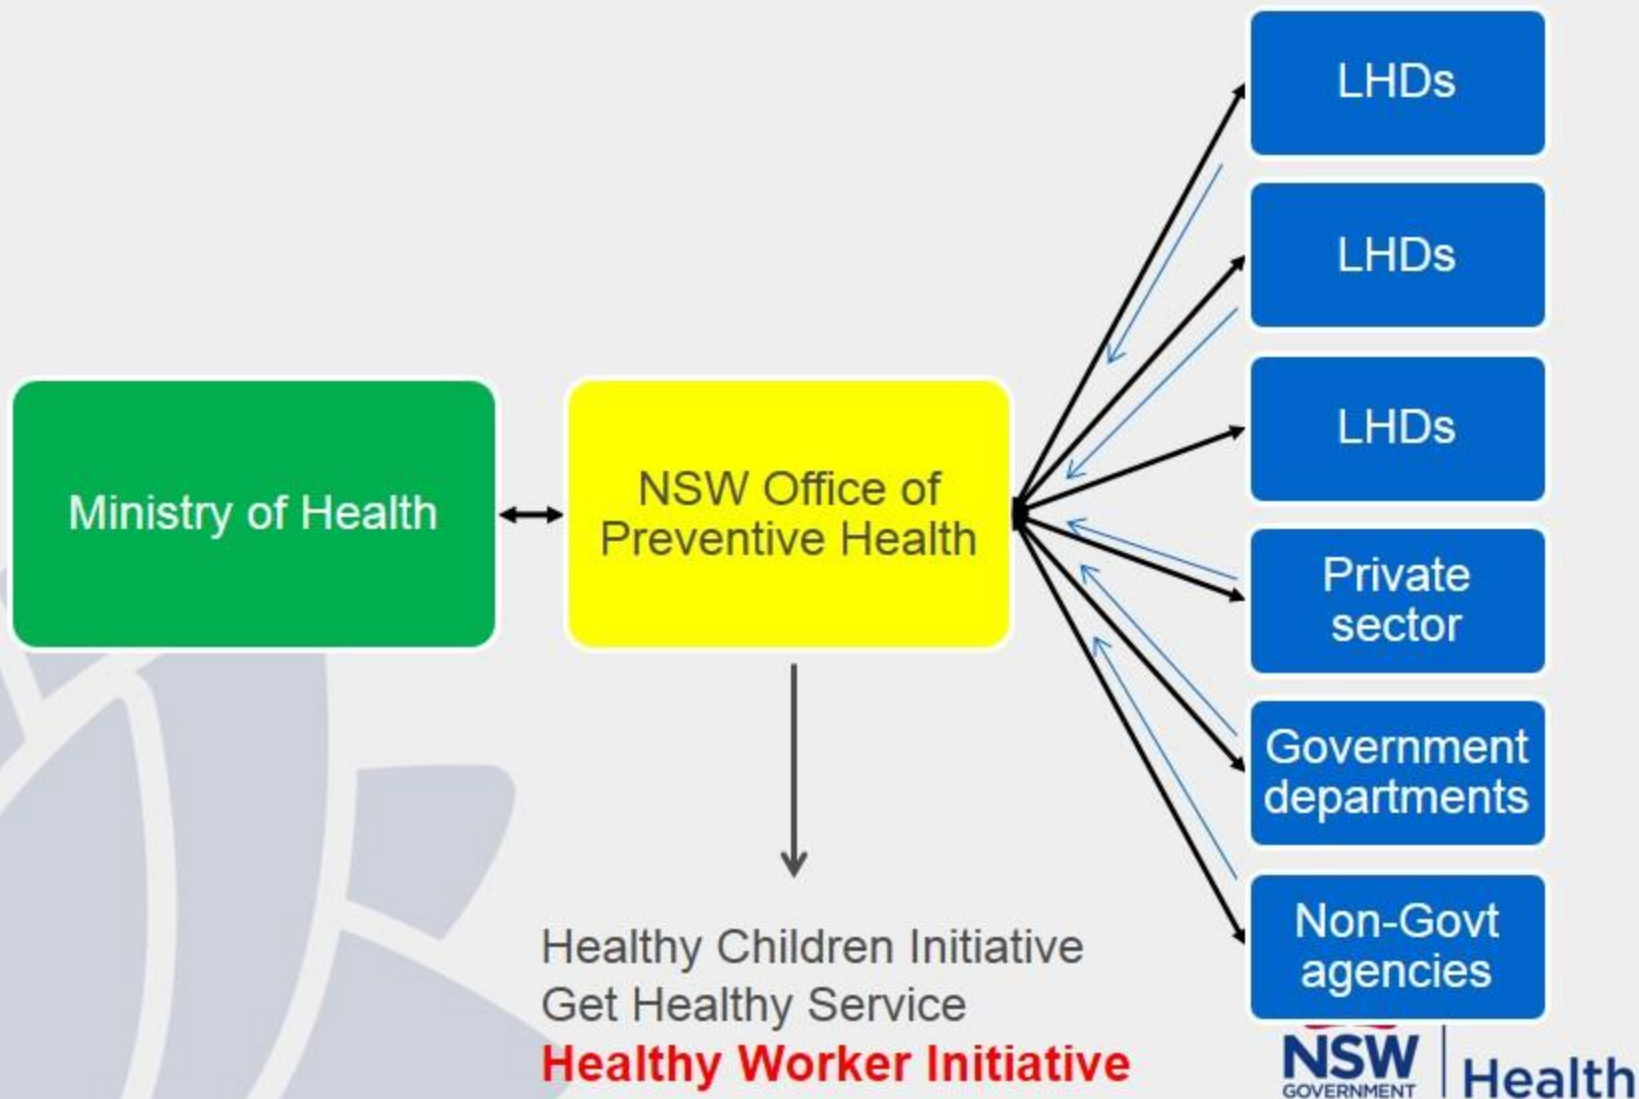 LHDs
LHDs
LHDs
Ministry of Health
NSW Office of
Preventive Health
Private
sector
Government
departments
Non-Govt
agencies
Healthy Children Initiative
Get Healthy Service
Healthy Worker Initiative
NSW
GOVERNMENT
Health